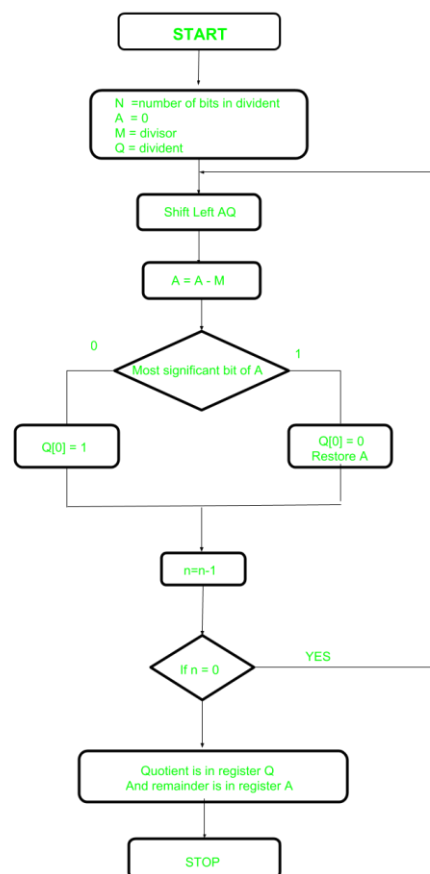 START
N =number of bits in divident
A = 0
M = divisor
Q = divident
Shift Left AQ
A = A - M
0
1
Most significant bit of A
Q[0] = 1
Q[0] = 0
Restore A
n=n-1
YES
If n = 0
Quotient is in register Q
And remainder is in register A
STOP